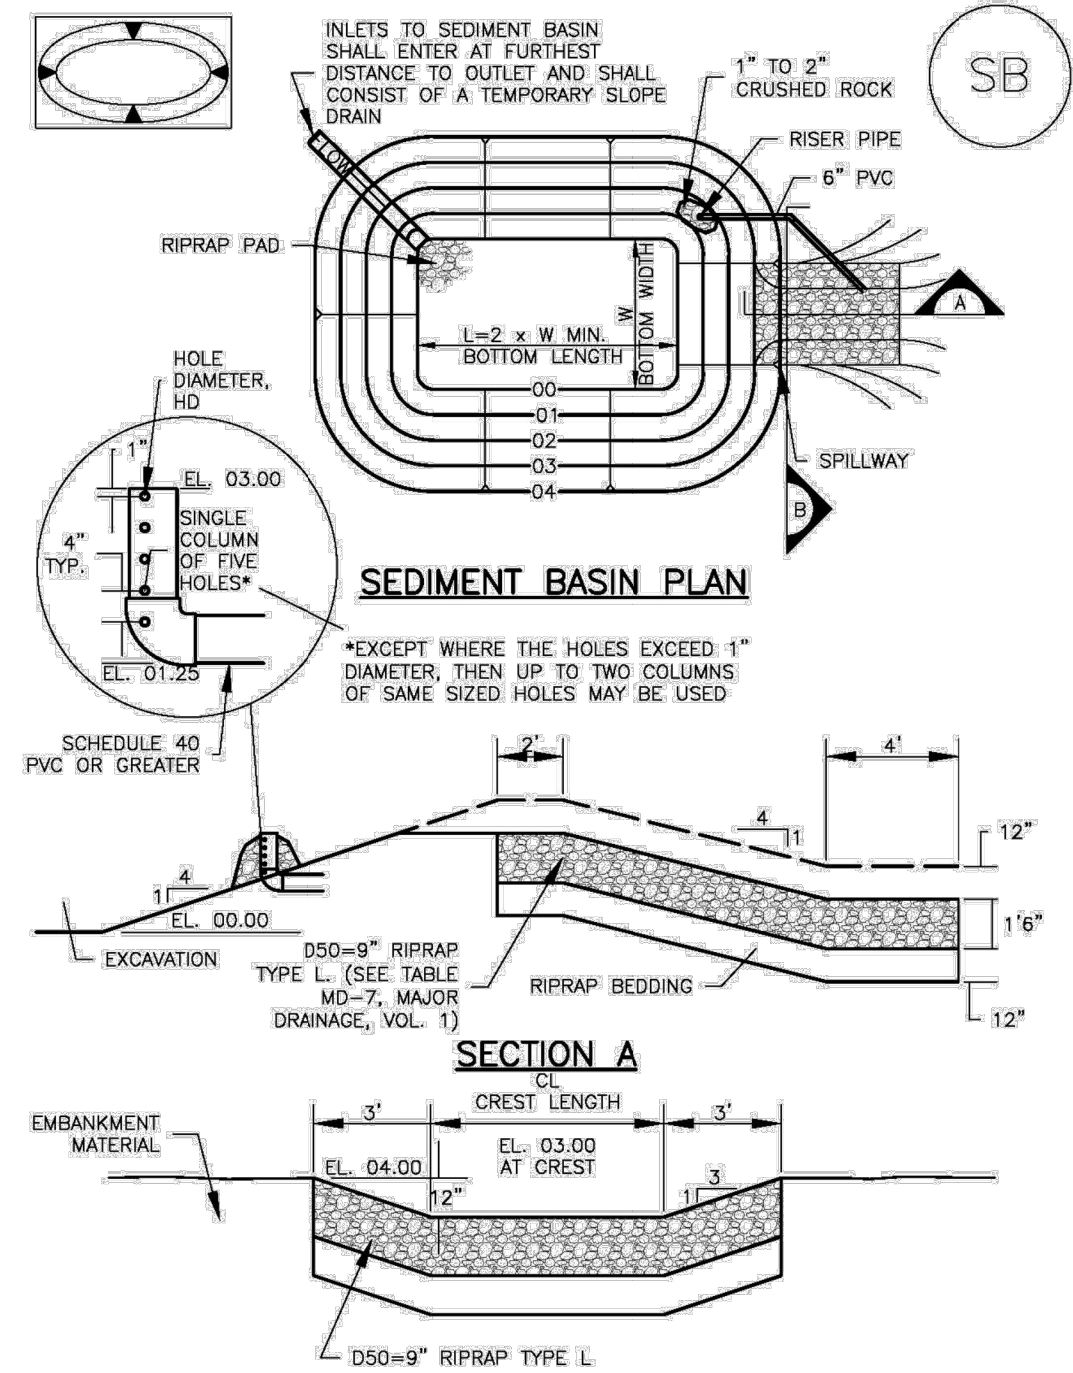 INLETS TO SEDIMENT BASIN
SHALL ENTER AT FURTHEST
DISTANCE TO OUTLET AND SHALL
CONSIST OF A TEMPORARY SLOPE
DRAIN
1" TO 2"
CRUSHED ROCK
SB
RISER PIPE
6" PVC
FLOW
RIPRAP PAD
A
W
BOTTOM WIDTH
L=2 x W MIN.
BOTTOM LENGTH
00
01
02
03
04
SPILLWAY
B
HOLE
DIAMETER,
HD
1"
EL. 03.00
4"
TYP.
SINGLE
COLUMN
OF FIVE
HOLES*
EL. 01.25
SCHEDULE 40
PVC OR GREATER
SEDIMENT BASIN PLAN
*EXCEPT WHERE THE HOLES EXCEED 1"
DIAMETER, THEN UP TO TWO COLUMNS
OF SAME SIZED HOLES MAY BE USED
2'
4'
4
1
12"
4
1
EL. 00.00
EXCAVATION
1'6"
D50=9" RIPRAP
TYPE L. (SEE TABLE
MD-7, MAJOR
DRAINAGE, VOL. 1)
RIPRAP BEDDING
12"
SECTION A
CL
CREST LENGTH
3'
3'
EMBANKMENT
MATERIAL
EL. 04.00
EL. 03.00
AT CREST
12"
3
1
D50=9" RIPRAP TYPE L